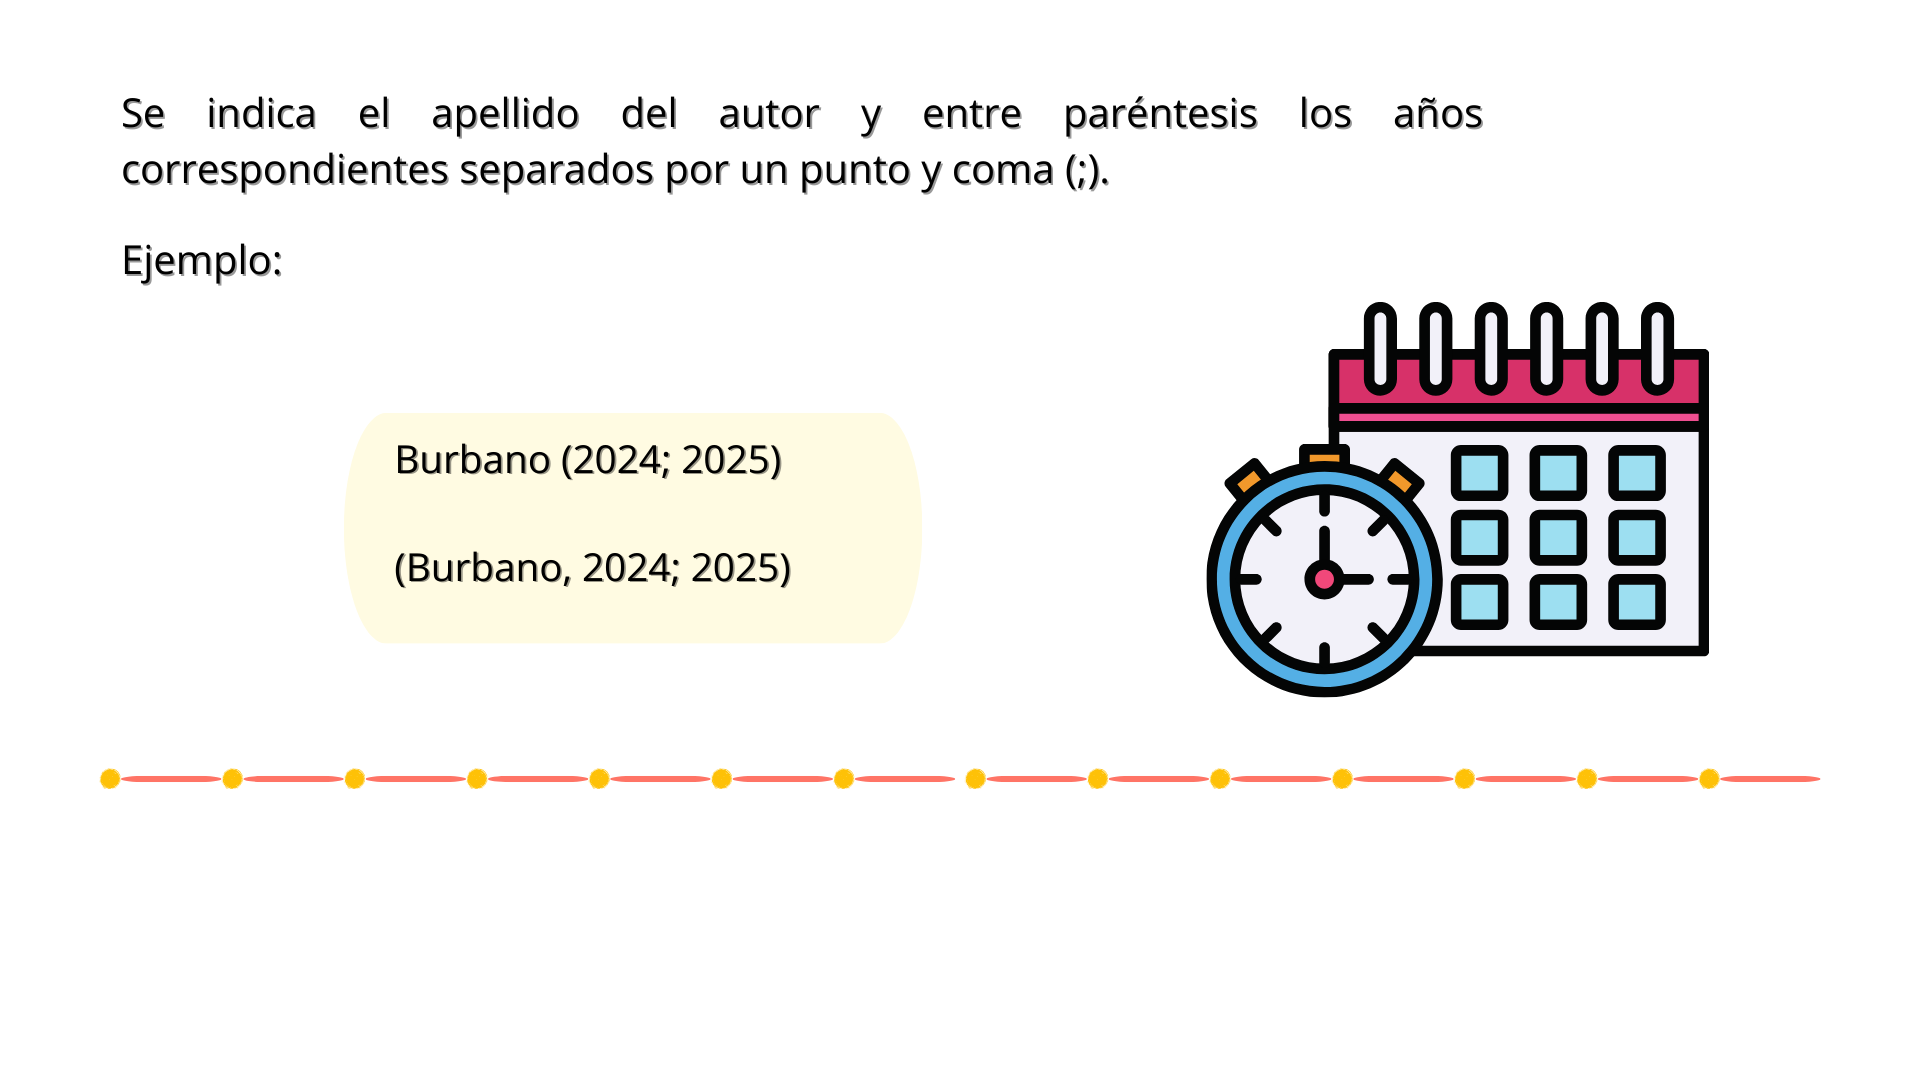 Se indica el apellido del autor y entre paréntesis los años
correspondientes separados por un punto y coma (;).
Ejemplo:
Burbano (2024; 2025)
(Burbano, 2024; 2025)